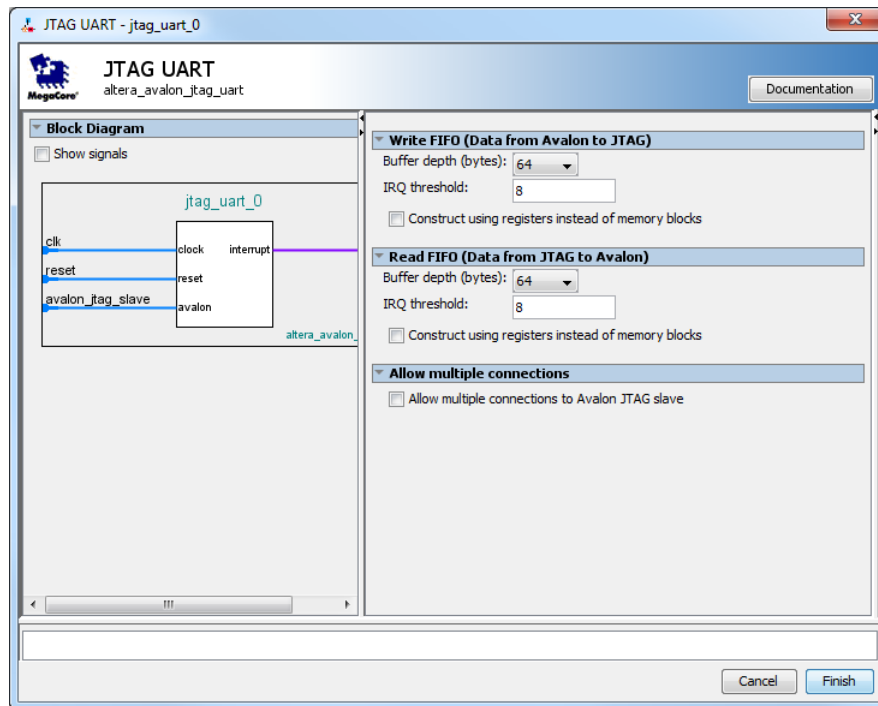 JTAG UART - jtag_uart_0
MegaCore'
JTAG UART
altera_avalon_jtag_uart
Documentation
Block Diagram
Show signals
jtag_uart_0
clk
clock interrupt
reset
reset
avalon_jtag_slave
avalon
altera_avalon_
Write FIFO (Data from Avalon to JTAG)
Buffer depth (bytes): 64
IRQ threshold: 8
Construct using registers instead of memory blocks
Read FIFO (Data from JTAG to Avalon)
Buffer depth (bytes): 64
IRQ threshold: 8
Construct using registers instead of memory blocks
Allow multiple connections
Allow multiple connections to Avalon JTAG slave
Cancel Finish